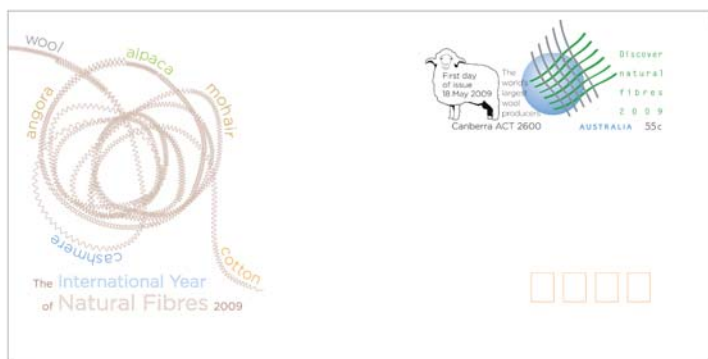 wool
alpaca
mohair
angora
cashmere
cotton
The International Year
of Natural Fibres 2009
First day
of issue
18 May 2009
Canberra ACT 2600
The
world's
largest
wool
producers
Discover
natural
fibres
2009
AUSTRALIA 55c